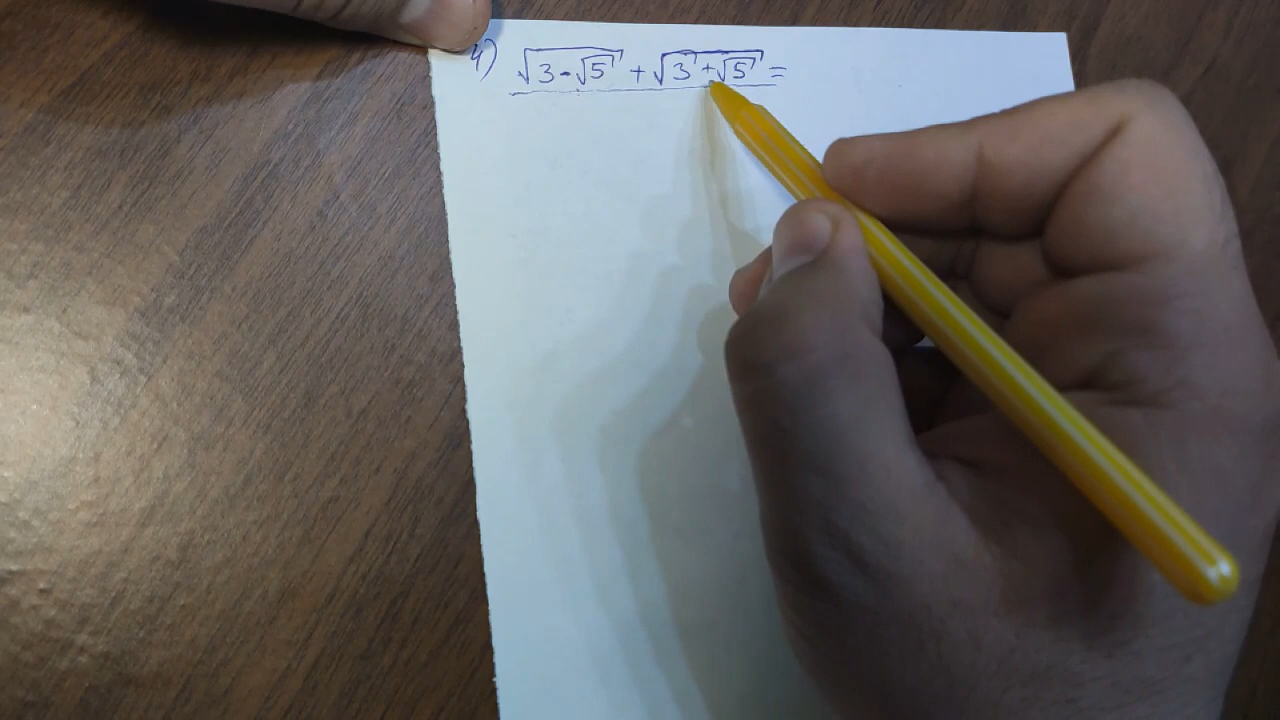 4) √(3-√5) + √(3+√5) =